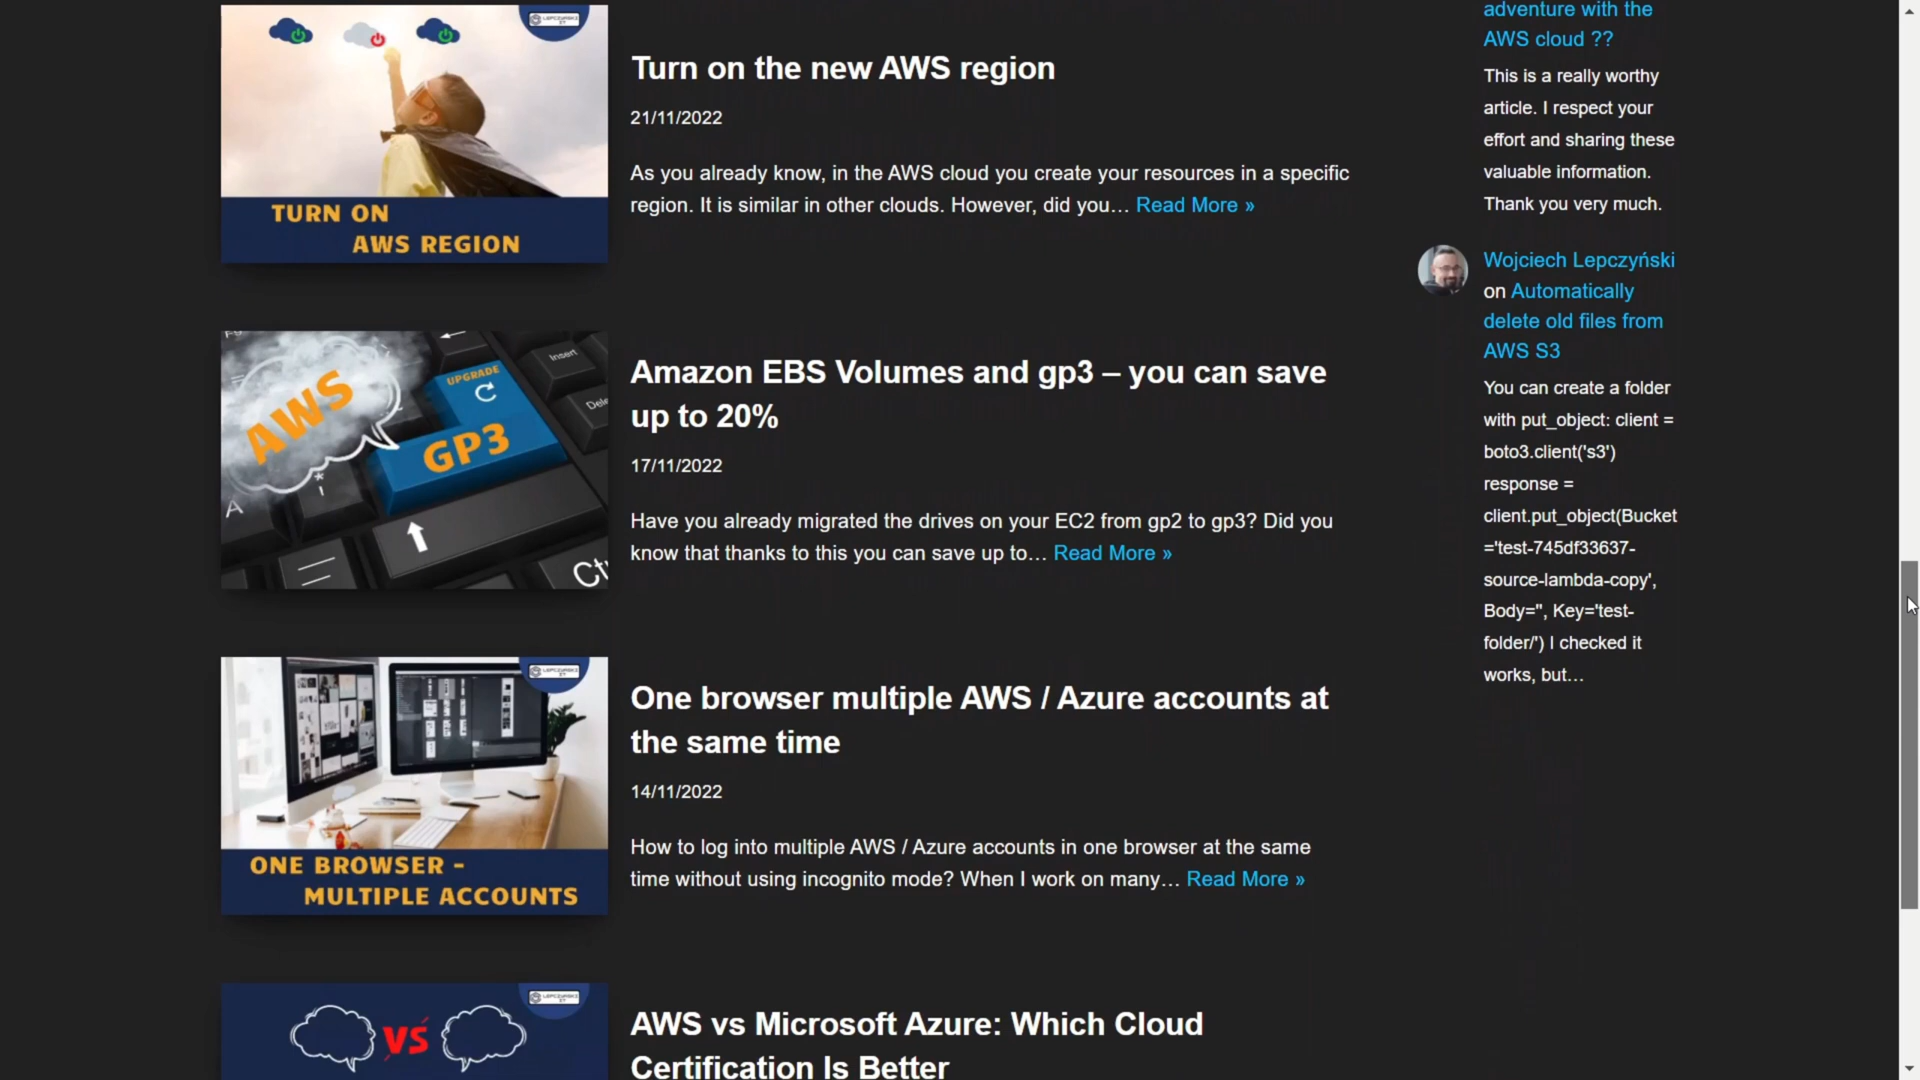 TURN ON
AWS REGION
Turn on the new AWS region
21/11/2022
As you already know, in the AWS cloud you create your resources in a specific
region. It is similar in other clouds. However, did you… Read More »
AWS
UPGRADE
GP3
Insert
Dele
A
Ctr
Amazon EBS Volumes and gp3 – you can save
up to 20%
17/11/2022
Have you already migrated the drives on your EC2 from gp2 to gp3? Did you
know that thanks to this you can save up to… Read More »
LEPCZYNSKI
ONE BROWSER -
MULTIPLE ACCOUNTS
One browser multiple AWS / Azure accounts at
the same time
14/11/2022
How to log into multiple AWS / Azure accounts in one browser at the same
time without using incognito mode? When I work on many… Read More »
LEPCZYNSKI
VS
AWS vs Microsoft Azure: Which Cloud
Certification Is Better
adventure with the
AWS cloud ??
This is a really worthy
article. I respect your
effort and sharing these
valuable information.
Thank you very much.
Wojciech Lepczyński
on Automatically
delete old files from
AWS S3
You can create a folder
with put_object: client =
boto3.client('s3')
response =
client.put_object(Bucket
='test-745df33637-
source-lambda-copy',
Body='', Key='test-
folder/') I checked it
works, but…